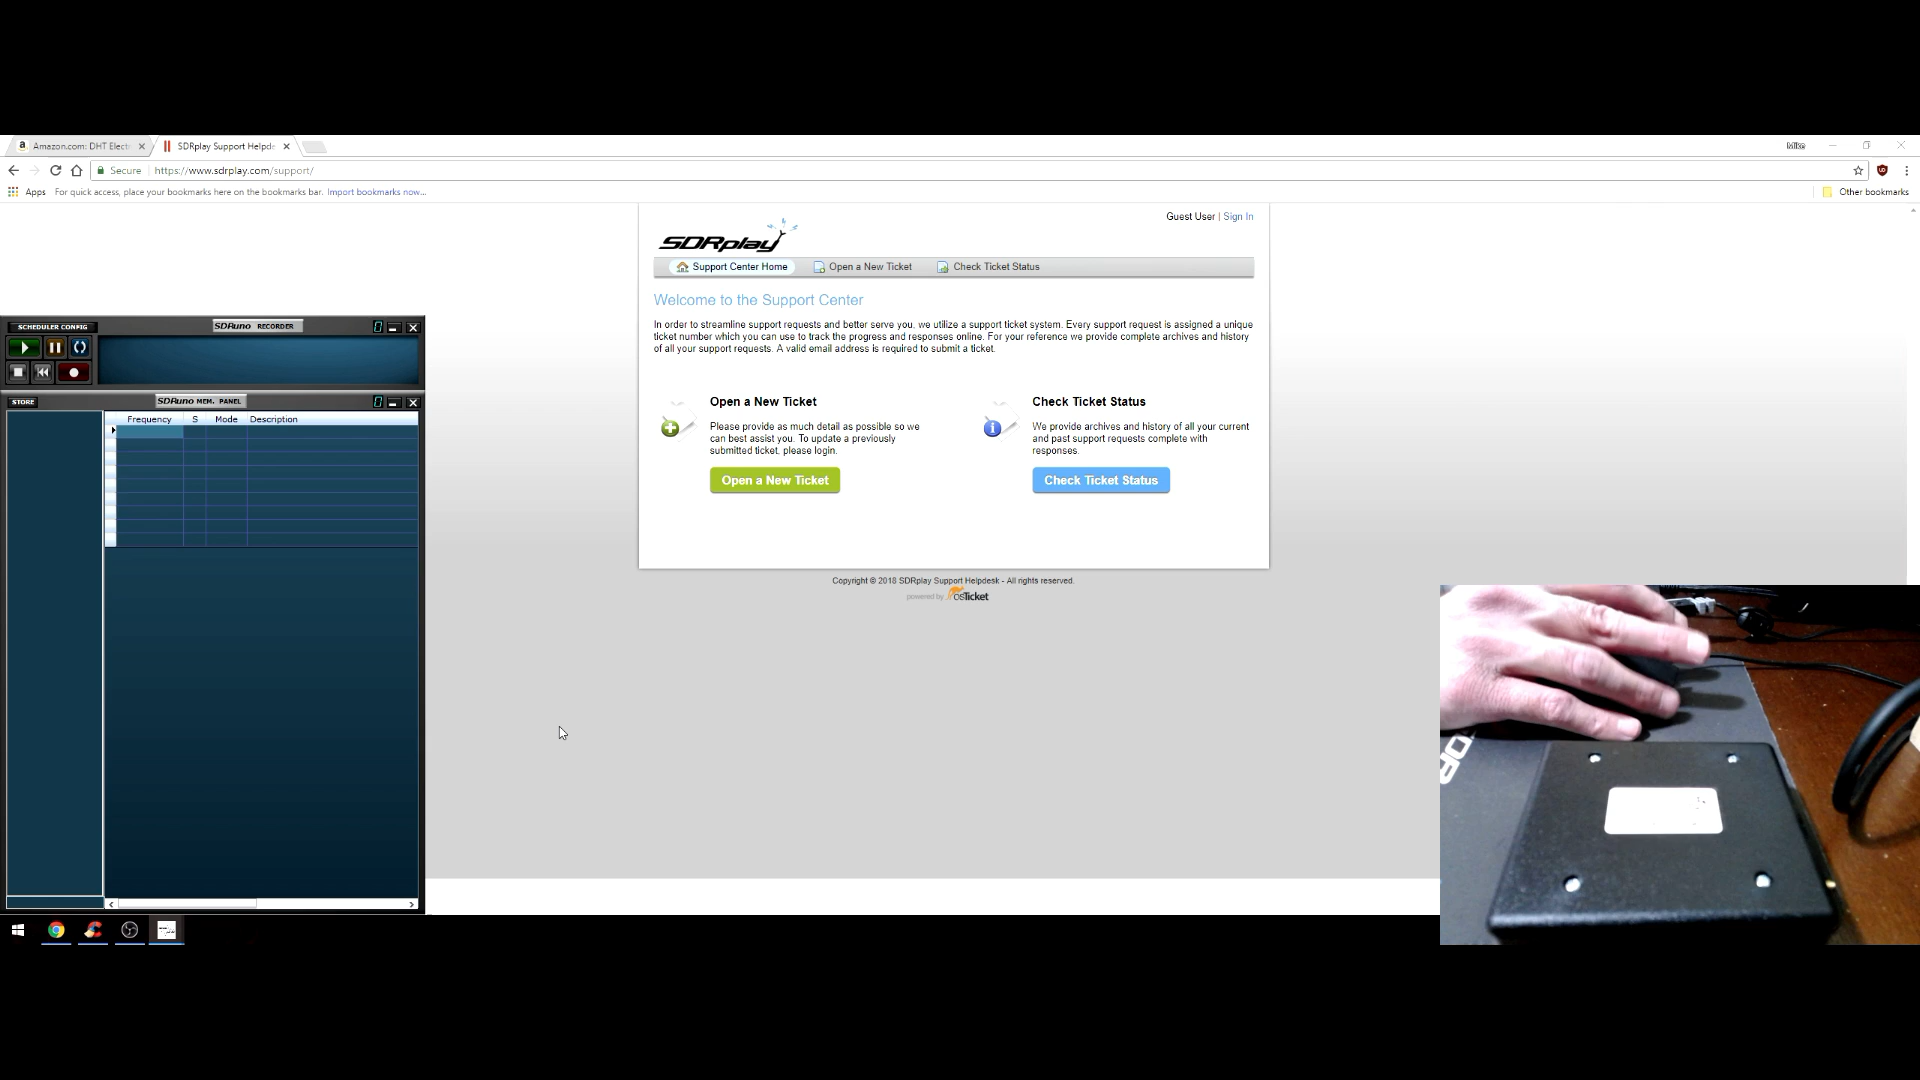 Amazon.com: DHT Elect
SDRplay Support Helpde
Mike
Secure
https://www.sdrplay.com/support/
Apps
For quick access, place your bookmarks here on the bookmarks bar.
Import bookmarks now...
Other bookmarks
Guest User | Sign In
SDRplay
Support Center Home
Open a New Ticket
Check Ticket Status
Welcome to the Support Center
In order to streamline support requests and better serve you, we utilize a support ticket system. Every support request is assigned a unique
ticket number which you can use to track the progress and responses online. For your reference we provide complete archives and history
of all your support requests. A valid email address is required to submit a ticket.
Open a New Ticket
Please provide as much detail as possible so we
can best assist you. To update a previously
submitted ticket, please login.
Open a New Ticket
Check Ticket Status
We provide archives and history of all your current
and past support requests complete with
responses.
Check Ticket Status
Copyright © 2018 SDRplay Support Helpdesk - All rights reserved.
powered by osTicket
SCHEDULER CONFIG
SDRuno RECORDER
STORE
SDRuno MEM. PANEL
Frequency
S
Mode
Description